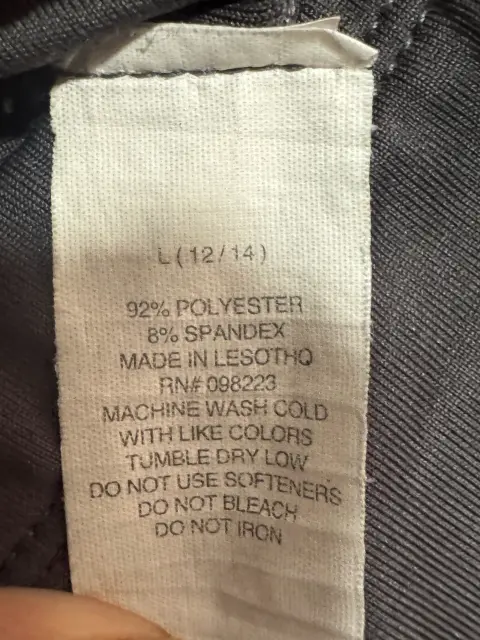 L (12/14)
92% POLYESTER
8% SPANDEX
MADE IN LESOTHO
RN# 098223
MACHINE WASH COLD
WITH LIKE COLORS
TUMBLE DRY LOW
DO NOT USE SOFTENERS
DO NOT BLEACH
DO NOT IRON